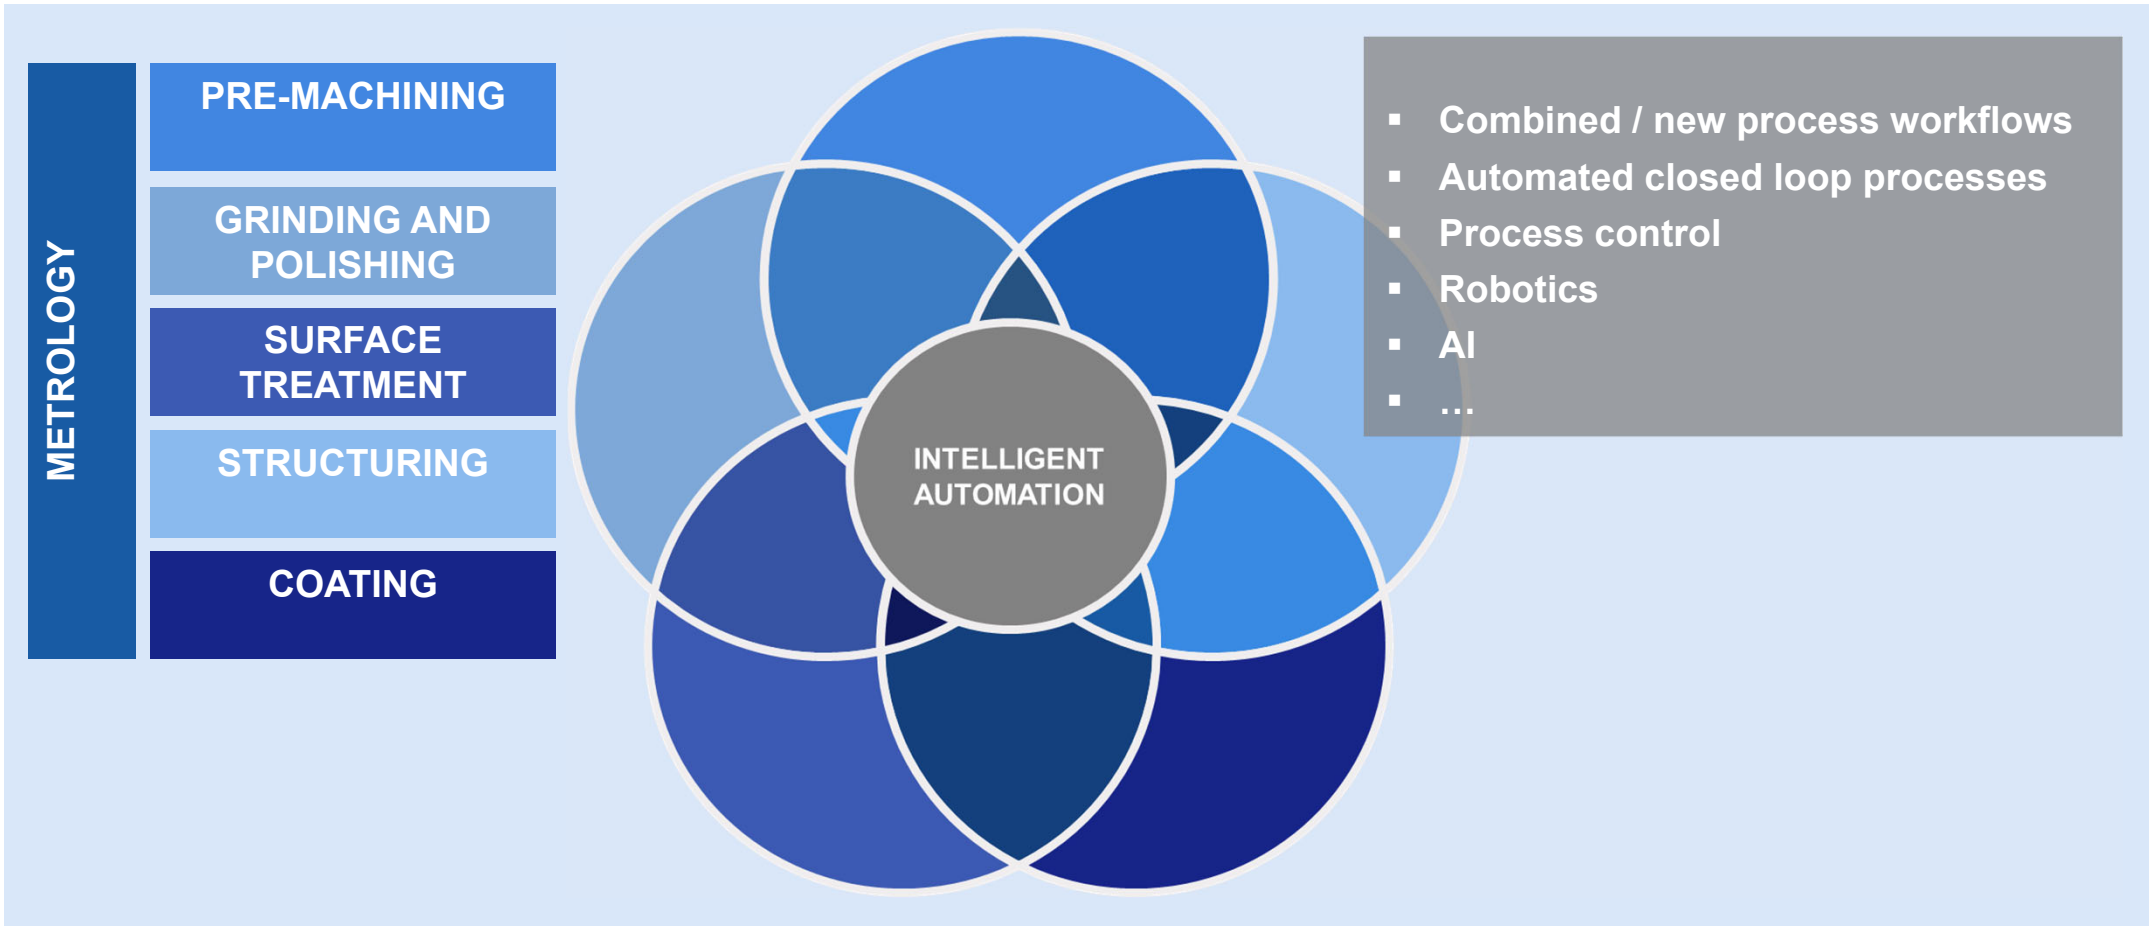 METROLOGY
PRE-MACHINING
GRINDING AND
POLISHING
SURFACE
TREATMENT
STRUCTURING
COATING
INTELLIGENT
AUTOMATION
▪ Combined / new process workflows
▪ Automated closed loop processes
▪ Process control
▪ Robotics
▪ AI
▪ ...